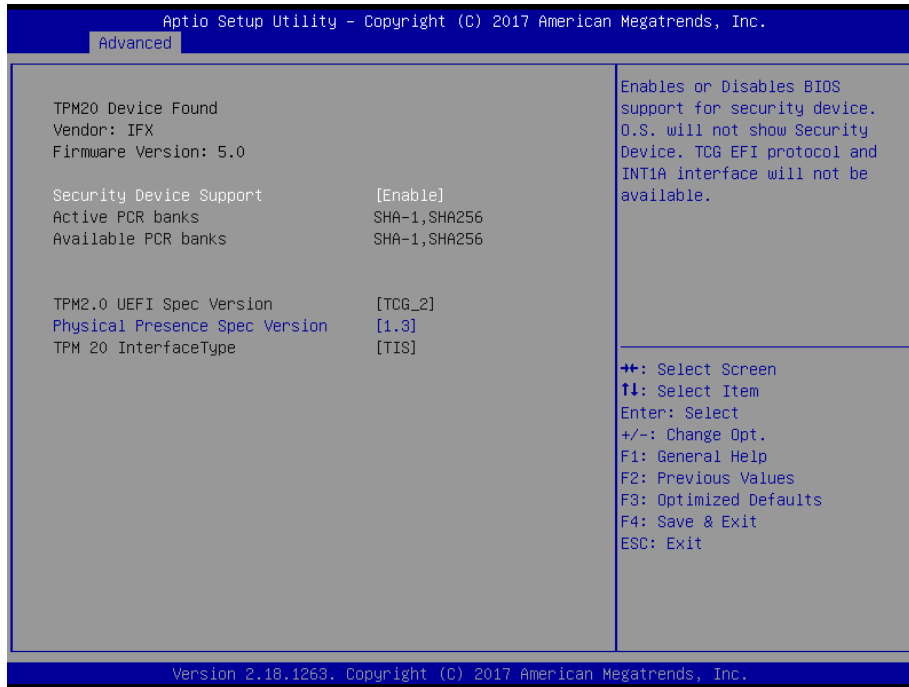 Aptio Setup Utility – Copyright (C) 2017 American Megatrends, Inc.
Advanced
TPM20 Device Found
Vendor: IFX
Firmware Version: 5.0
Security Device Support [Enable]
Active PCR banks SHA-1,SHA256
Available PCR banks SHA-1,SHA256
TPM2.0 UEFI Spec Version [TCG_2]
Physical Presence Spec Version [1.3]
TPM 20 InterfaceType [TIS]
Enables or Disables BIOS
support for security device.
O.S. will not show Security
Device. TCG EFI protocol and
INT1A interface will not be
available.
→←: Select Screen
↑↓: Select Item
Enter: Select
+/-: Change Opt.
F1: General Help
F2: Previous Values
F3: Optimized Defaults
F4: Save & Exit
ESC: Exit
Version 2.18.1263. Copyright (C) 2017 American Megatrends, Inc.